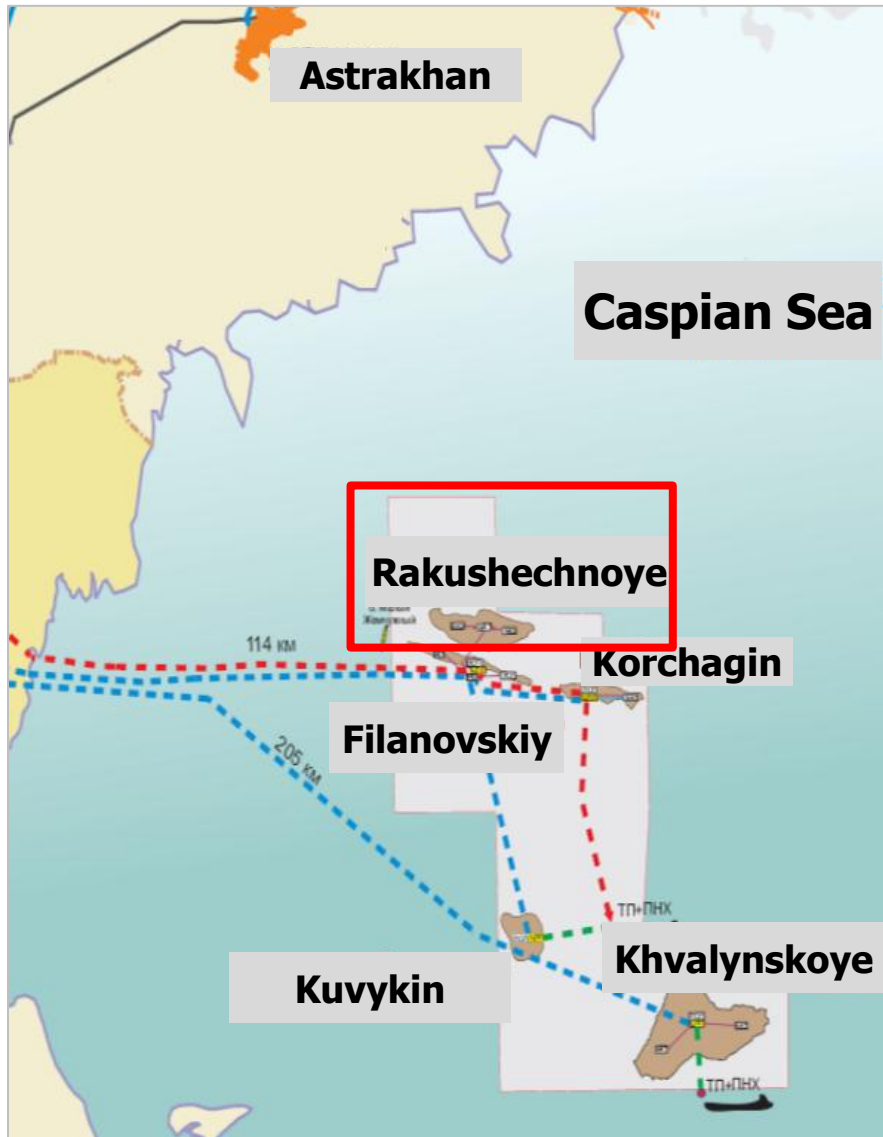 Astrakhan
Caspian Sea
Rakushechnoye
114 км
Korchagin
Filanovskiy
205 км
ТП+ПНХ
Khvalynskoye
Kuvykin
ТП+ПНХ